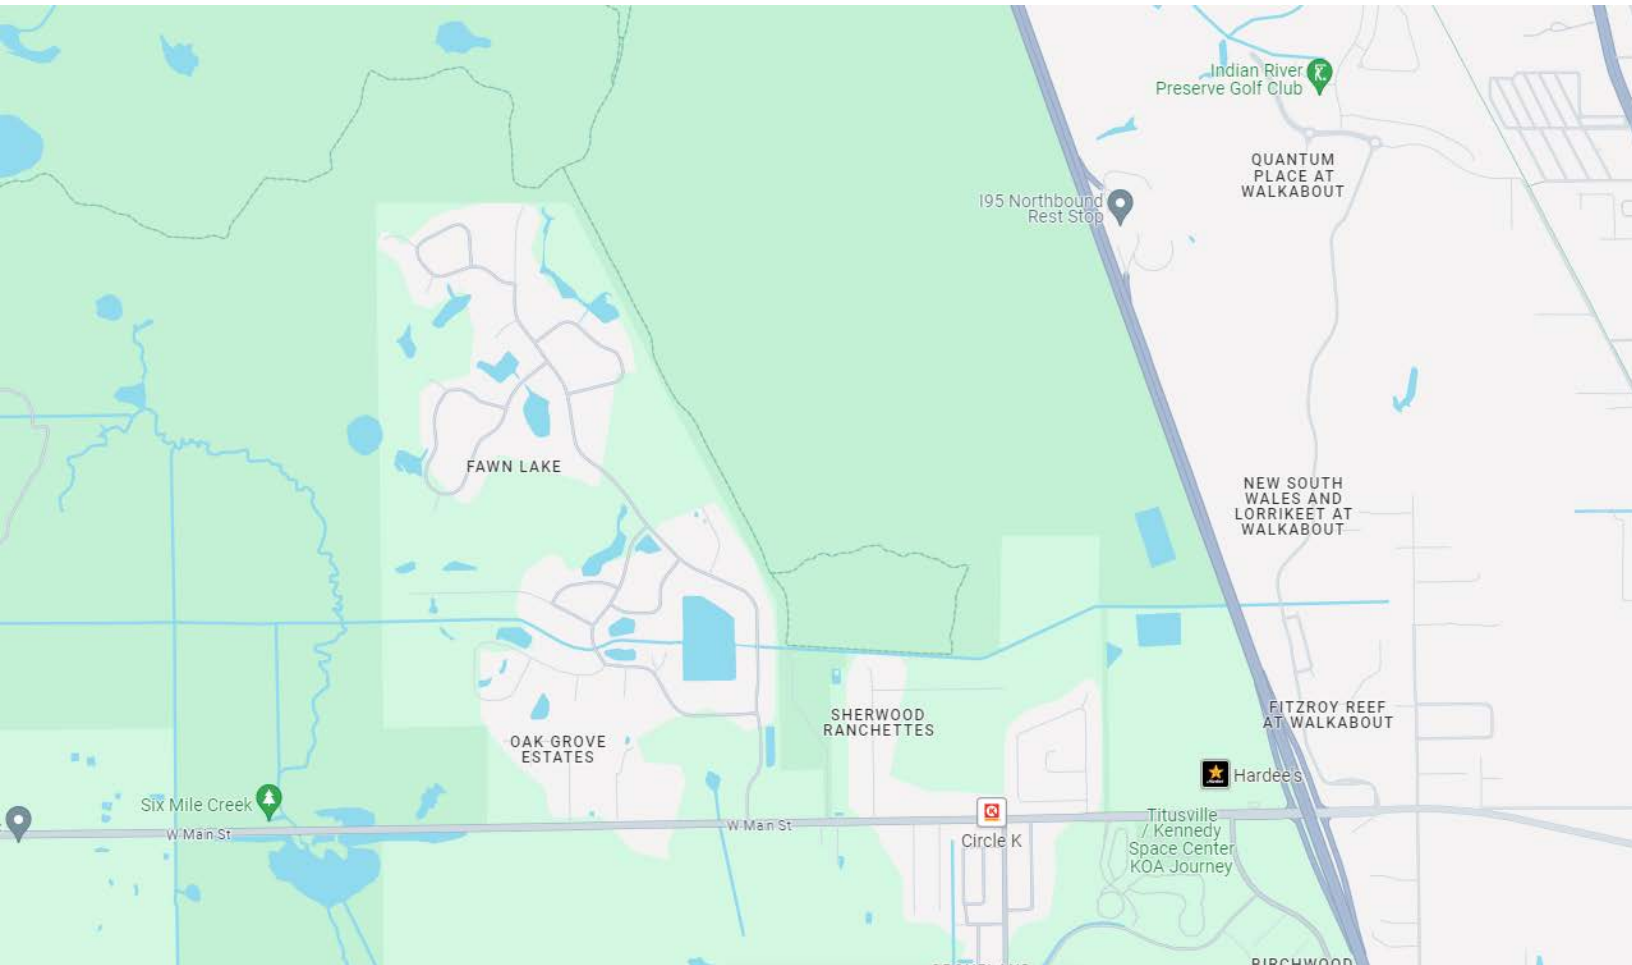 Indian River
Preserve Golf Club
QUANTUM
PLACE AT
WALKABOUT
I95 Northbound
Rest Stop
FAWN LAKE
NEW SOUTH
WALES AND
LORRIKEET AT
WALKABOUT
SHERWOOD
RANCHETTES
FITZROY REEF
AT WALKABOUT
OAK GROVE
ESTATES
Hardee's
Six Mile Creek
W Main St
W Main St
Circle K
Titusville
/ Kennedy
Space Center
KOA Journey
BIRCHWOOD